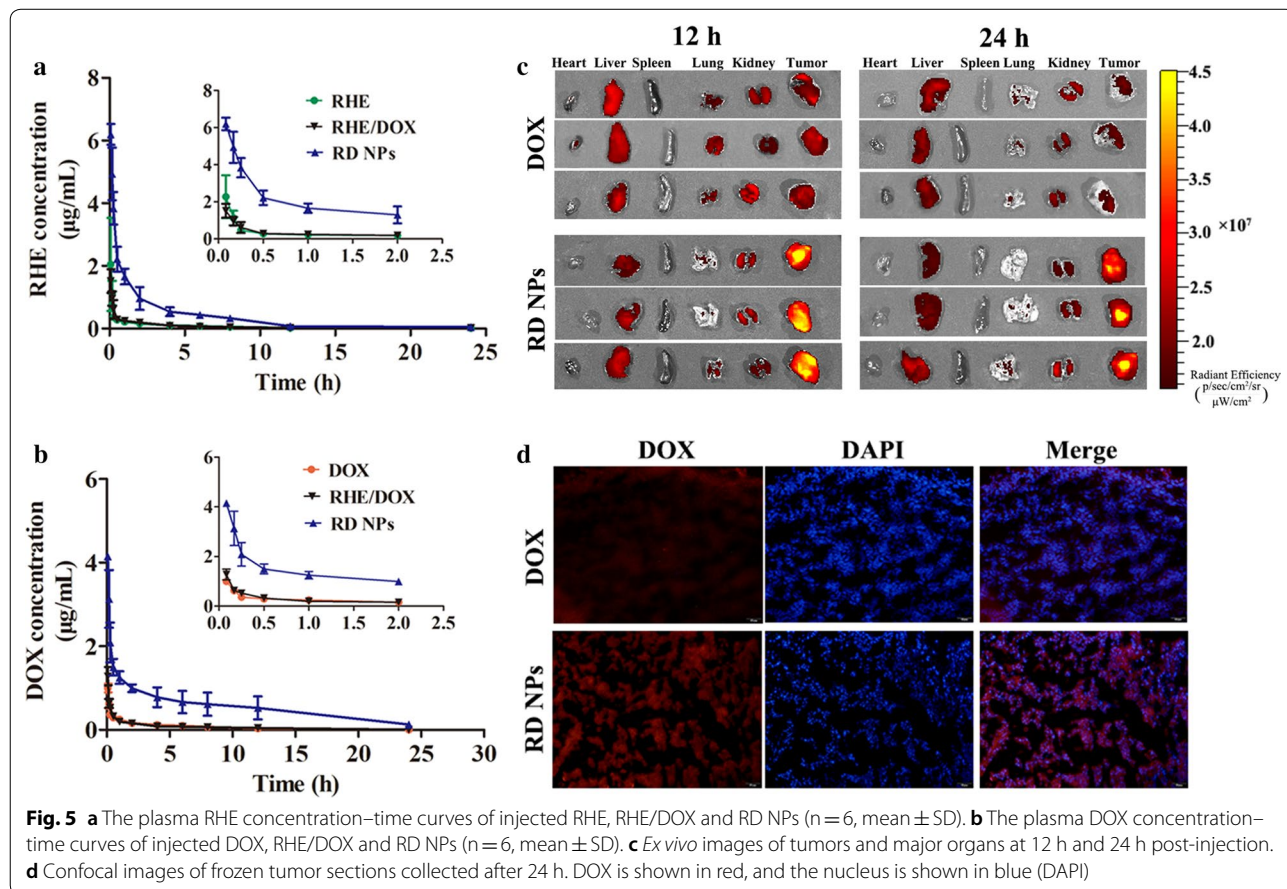 a
RHE concentration
(µg/mL)
8
6
4
2
0
0
5
10
15
20
25
Time (h)
8
6
4
2
0
0.0
0.5
1.0
1.5
2.0
2.5
RHE
RHE/DOX
RD NPs
c
12 h
24 h
Heart Liver Spleen Lung Kidney Tumor
Heart Liver Spleen Lung Kidney Tumor
DOX
RD NPs
4.5
4.0
3.5
×10⁷
3.0
2.5
2.0
Radiant Efficiency
(p/sec/cm²/sr
µW/cm²)
b
DOX concentration
(µg/mL)
6
4
2
0
0
5
10
15
20
25
30
Time (h)
6
4
2
0
0.0
0.5
1.0
1.5
2.0
2.5
DOX
RHE/DOX
RD NPs
d
DOX
DAPI
Merge
DOX
RD NPs
Fig. 5 a The plasma RHE concentration–time curves of injected RHE, RHE/DOX and RD NPs (n = 6, mean ± SD). b The plasma DOX concentration–
time curves of injected DOX, RHE/DOX and RD NPs (n = 6, mean ± SD). c Ex vivo images of tumors and major organs at 12 h and 24 h post-injection.
d Confocal images of frozen tumor sections collected after 24 h. DOX is shown in red, and the nucleus is shown in blue (DAPI)